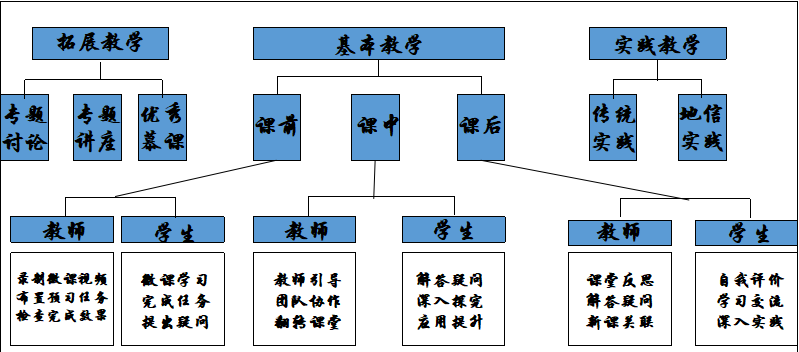 拓展教学
基本教学
实践教学
专题
讨论
专题
讲座
优秀
慕课
课前
课中
课后
传统
实践
地信
实践
教师
学生
教师
学生
教师
学生
录制微课视频
布置预习任务
检查完成效果
微课学习
完成任务
提出疑问
教师引导
团队协作
翻转课堂
解答疑问
深入探究
应用提升
课堂反思
解答疑问
新课关联
自我评价
学习交流
深入实践